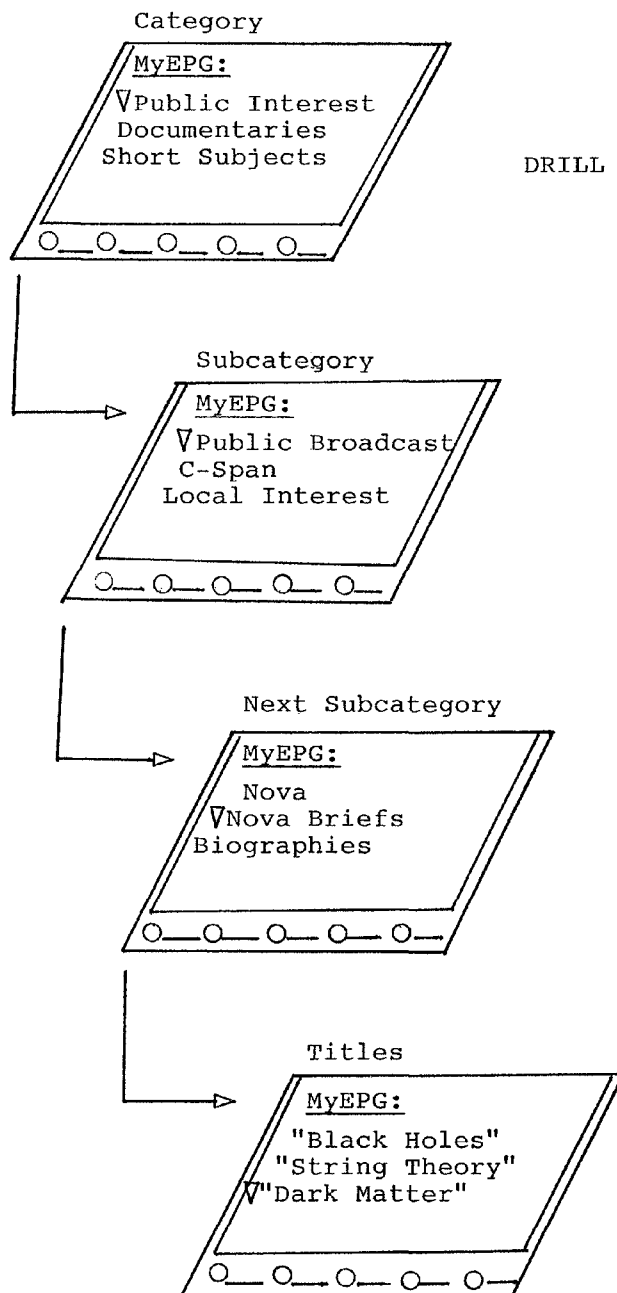 Category
MyEPG:
Public Interest
Documentaries
Short Subjects
DRILL
Subcategory
MyEPG:
Public Broadcast
C-Span
Local Interest
Next Subcategory
MyEPG:
Nova
Nova Briefs
Biographies
Titles
MyEPG:
"Black Holes"
"String Theory"
"Dark Matter"